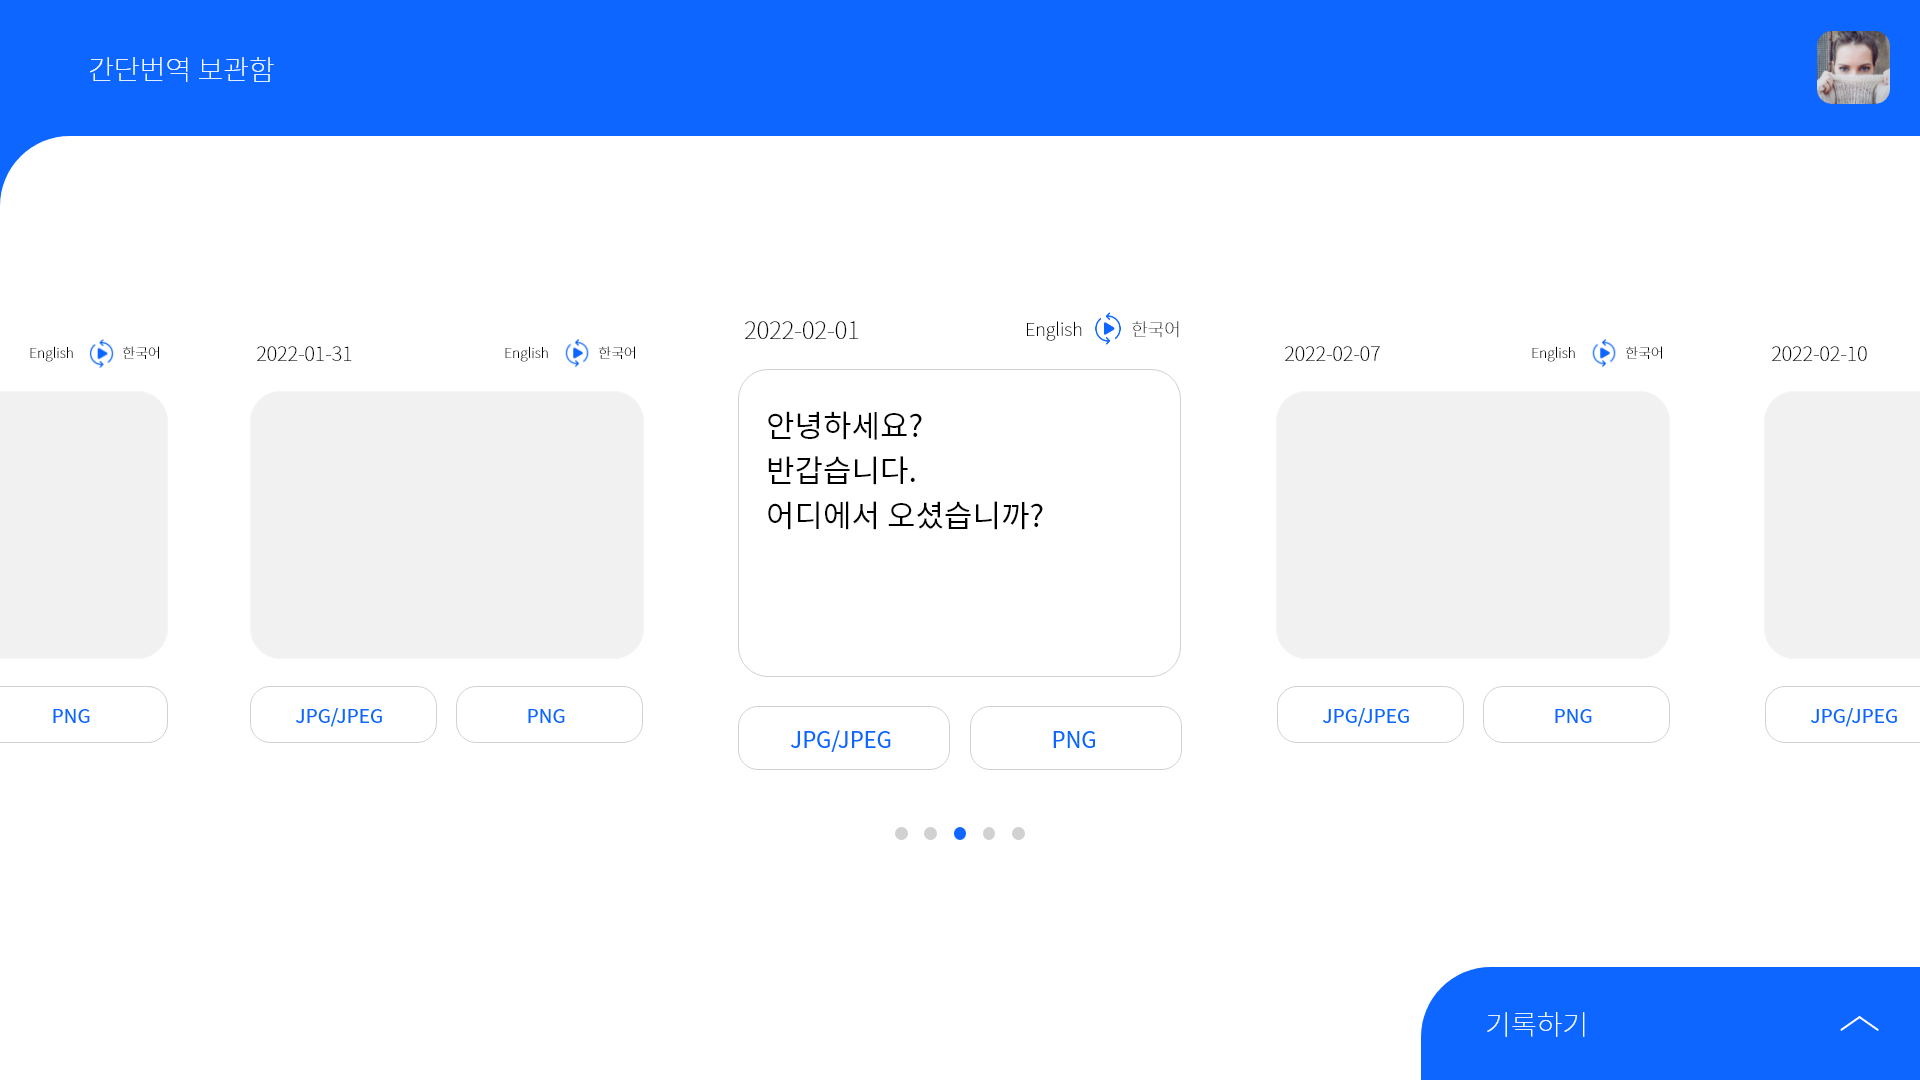 간단번역 보관함
English 한국어
PNG
2022-01-31 English 한국어
JPG/JPEG PNG
2022-02-01 English 한국어
안녕하세요?
반갑습니다.
어디에서 오셨습니까?
JPG/JPEG PNG
2022-02-07 English 한국어
JPG/JPEG PNG
2022-02-10
JPG/JPEG
기록하기